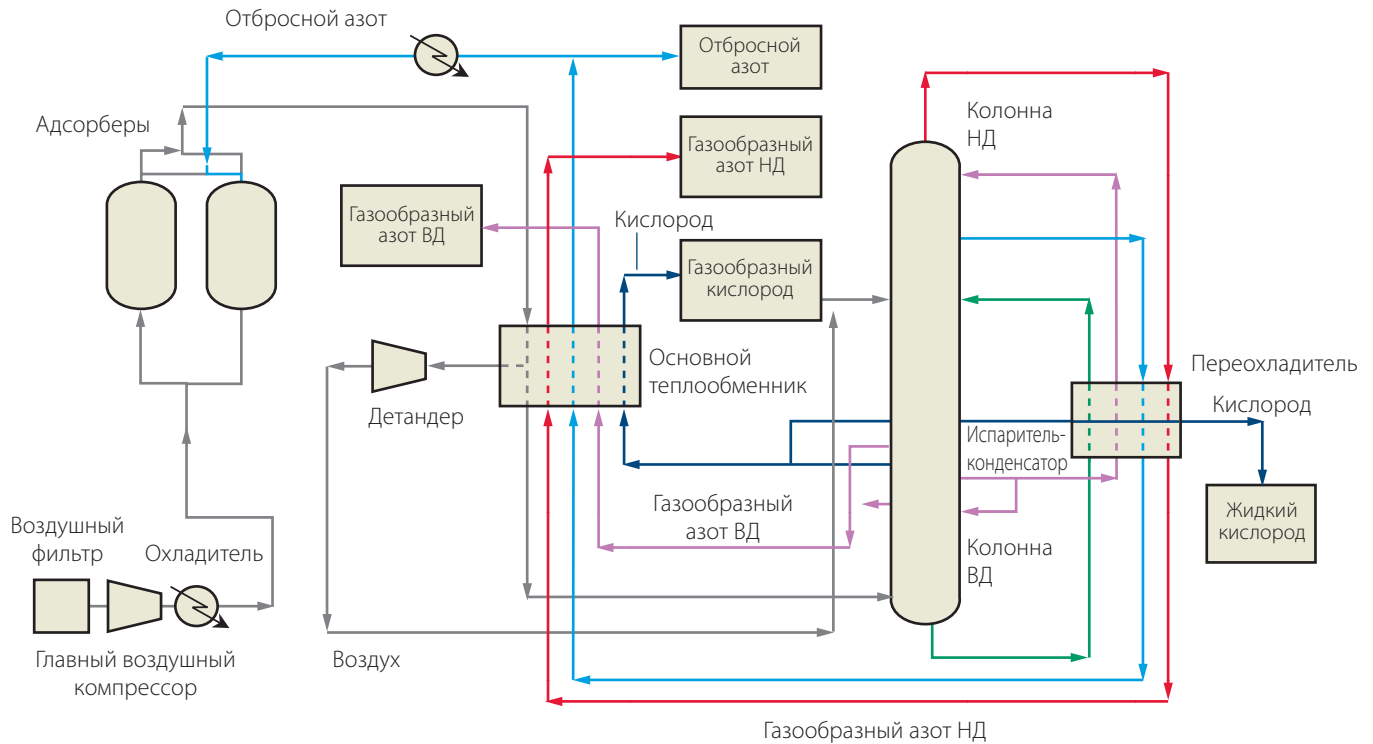 Отбросной азот
Отбросной
азот
Адсорберы
Колонна
НД
Газообразный
азот НД
Газообразный
азот ВД
Кислород
Газообразный
кислород
Основной
теплообменник
Переохладитель
Детандер
Кислород
Испаритель-
конденсатор
Газообразный
азот ВД
Жидкий
кислород
Воздушный
фильтр
Охладитель
Колонна
ВД
Главный воздушный
компрессор
Воздух
Газообразный азот НД